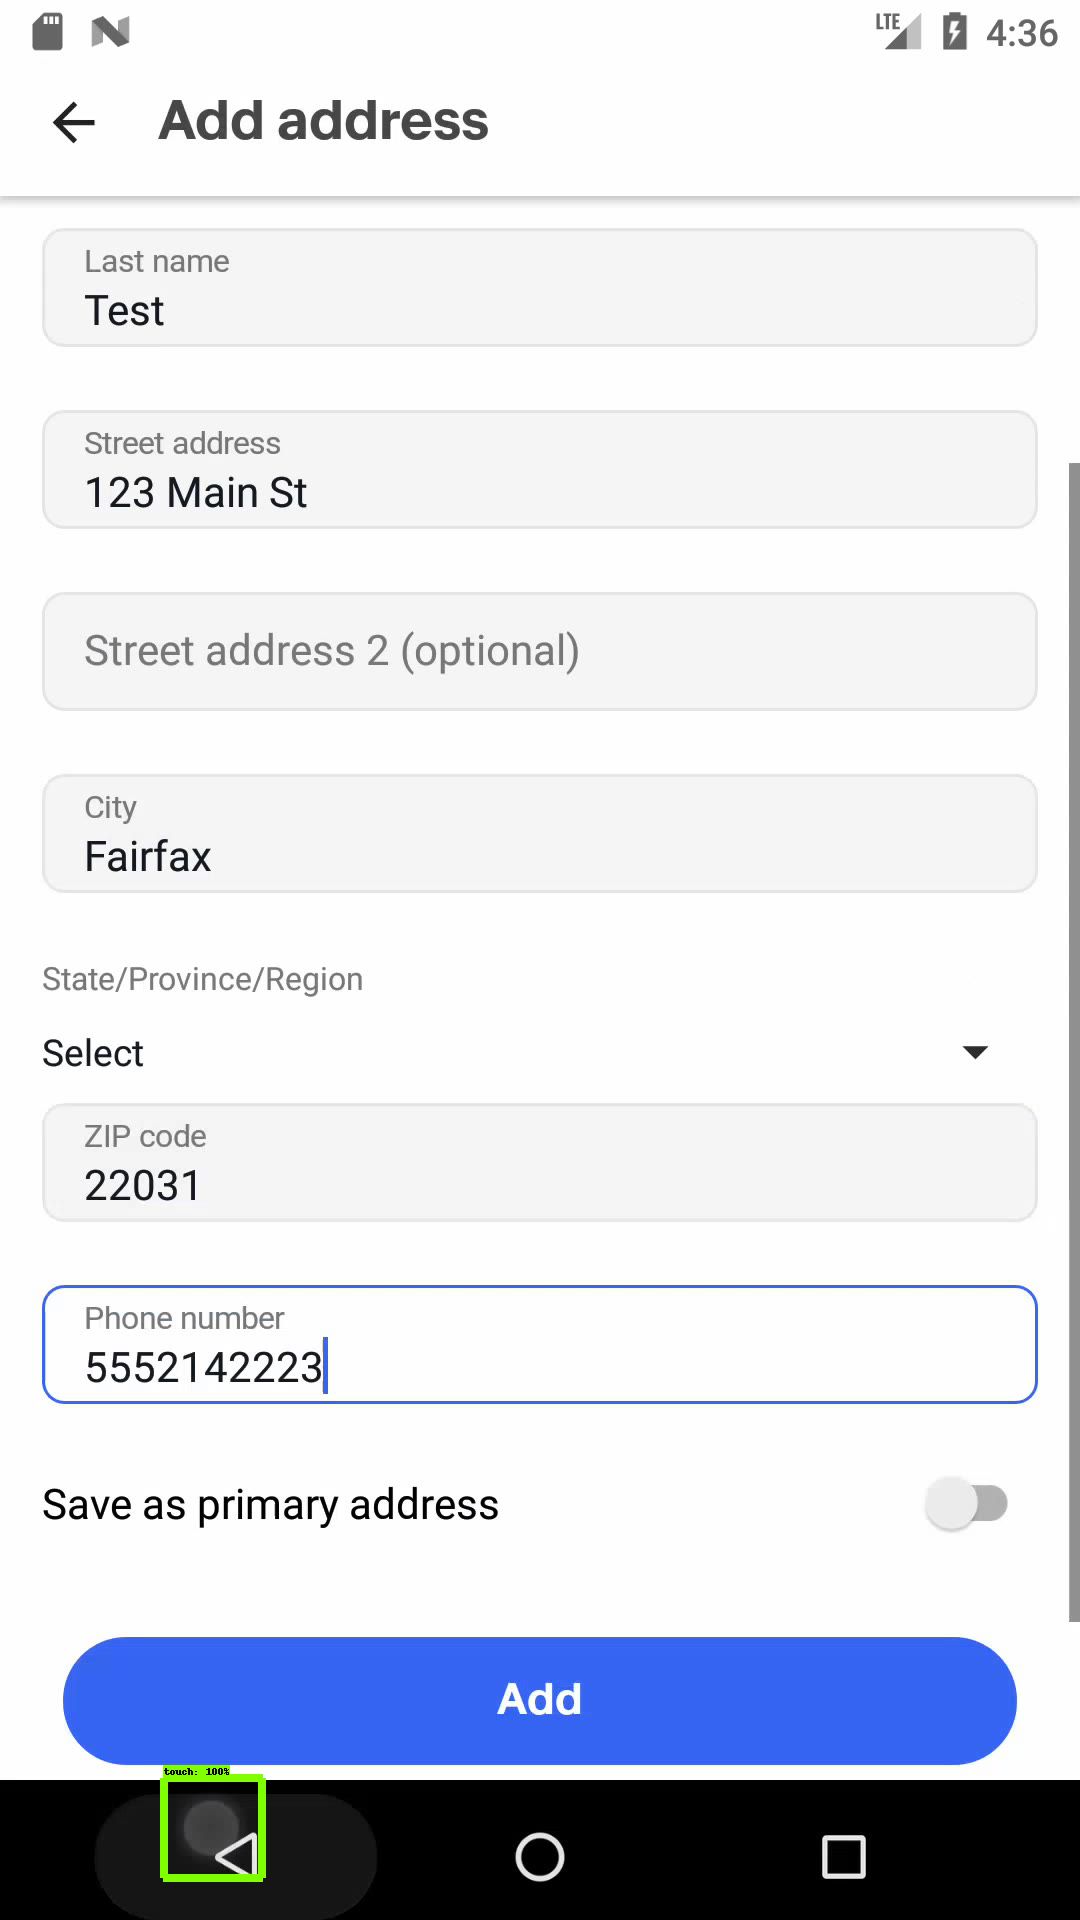 LTE 4:36
Add address
Last name
Test
Street address
123 Main St
Street address 2 (optional)
City
Fairfax
State/Province/Region
Select
ZIP code
22031
Phone number
5552142223
Save as primary address
Add
touch: 100%